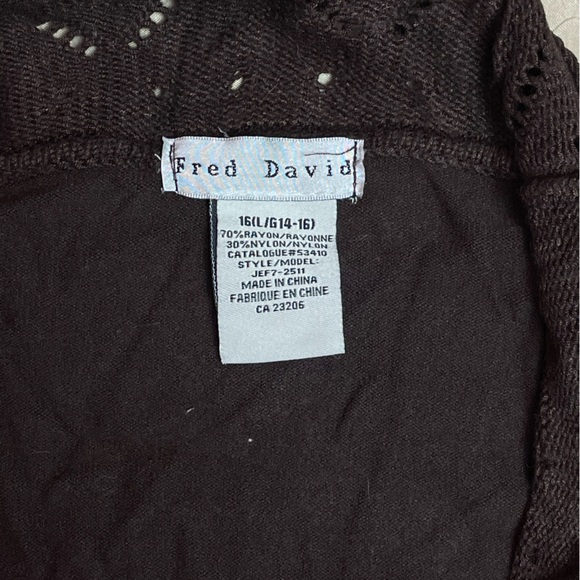 Fred David
16(L/G14-16)
70%RAYON/RAYONNE
30%NYLON/NYLON
CATALOGUE#S3410
STYLE/MODEL:
JEF7-2511
MADE IN CHINA
FABRIQUE EN CHINE
CA 23206